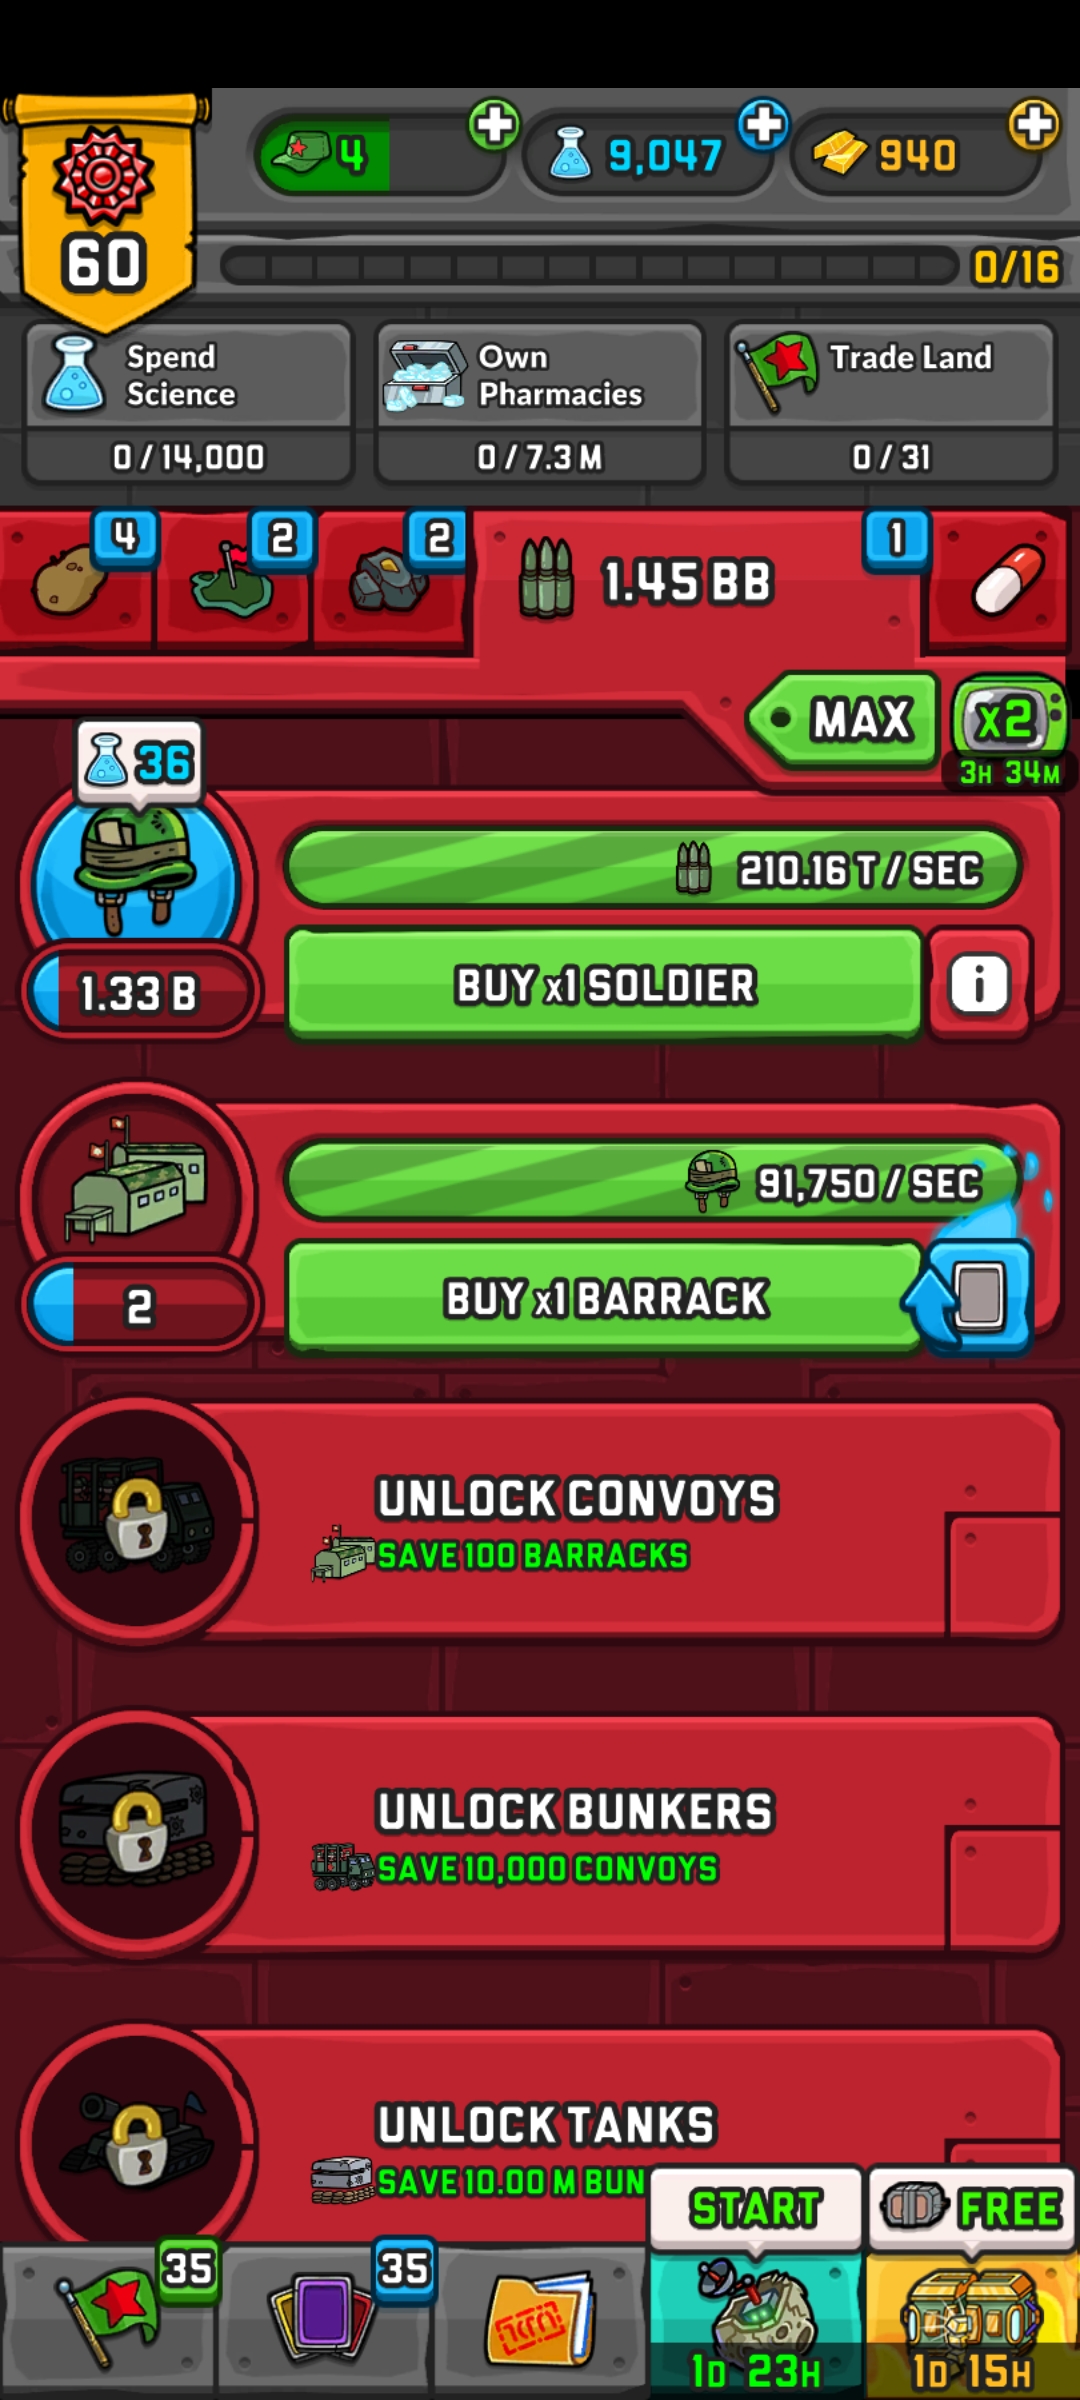 60
4
9,047
940
0/16
Spend
Science
0 / 14,000
Own
Pharmacies
0 / 7.3 M
Trade Land
0 / 31
4
2
2
1.45 BB
1
MAX
x2
3H 34M
36
210.16 T / SEC
1.33 B
BUY x1 SOLDIER
i
91,750 / SEC
2
BUY x1 BARRACK
UNLOCK CONVOYS
SAVE 100 BARRACKS
UNLOCK BUNKERS
SAVE 10,000 CONVOYS
UNLOCK TANKS
SAVE 10.00 M BUN
START
FREE
35
35
1D 23H
1D 15H